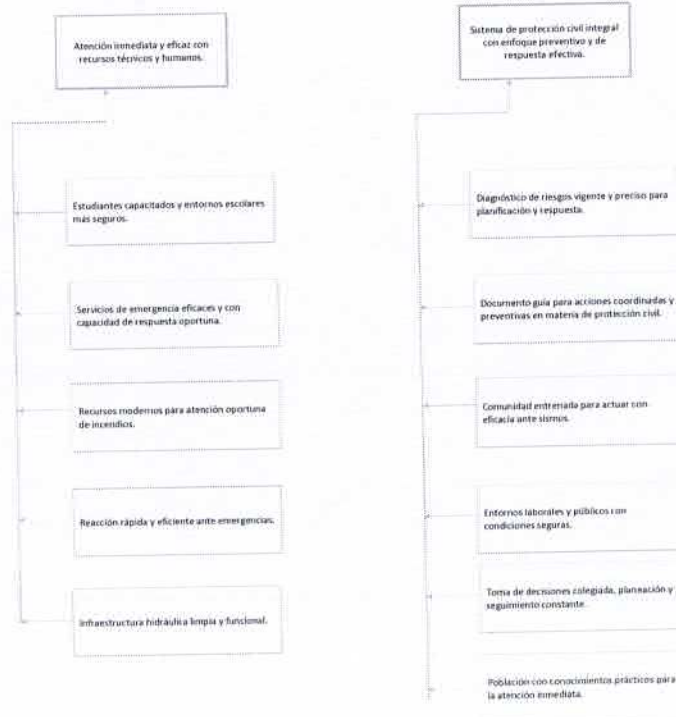 Atención inmediata y eficaz con
recursos técnicos y humanos.
Estudiantes capacitados y entornos escolares
más seguros.
Servicios de emergencia eficaces y con
capacidad de respuesta oportuna.
Recursos modernos para atención oportuna
de incendios.
Reacción rápida y eficiente ante emergencias.
Infraestructura hidráulica limpia y funcional.
Sistema de protección civil integral
con enfoque preventivo y de
respuesta efectiva.
Diagnóstico de riesgos vigente y preciso para
planificación y respuesta.
Documento guía para acciones coordinadas y
preventivas en materia de protección civil.
Comunidad entrenada para actuar con
eficacia ante sismos.
Entornos laborales y públicos con
condiciones seguras.
Toma de decisiones colegiada, planeación y
seguimiento constante.
Población con conocimientos prácticos para
la atención inmediata.